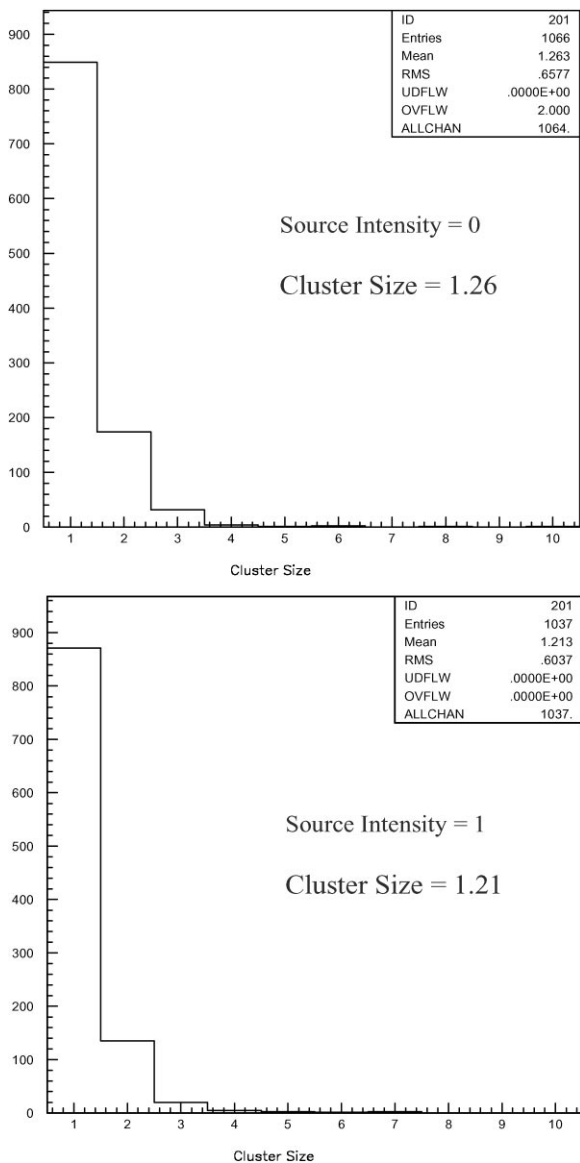 ID 201
Entries 1066
Mean 1.263
RMS .6577
UDFLW .0000E+00
OVFLW 2.000
ALLCHAN 1064.
900
800
700
600
500
400
300
200
100
0
Source Intensity = 0
Cluster Size = 1.26
1 2 3 4 5 6 7 8 9 10
Cluster Size
ID 201
Entries 1037
Mean 1.213
RMS .6037
UDFLW .0000E+00
OVFLW .0000E+00
ALLCHAN 1037.
900
800
700
600
500
400
300
200
100
0
Source Intensity = 1
Cluster Size = 1.21
1 2 3 4 5 6 7 8 9 10
Cluster Size